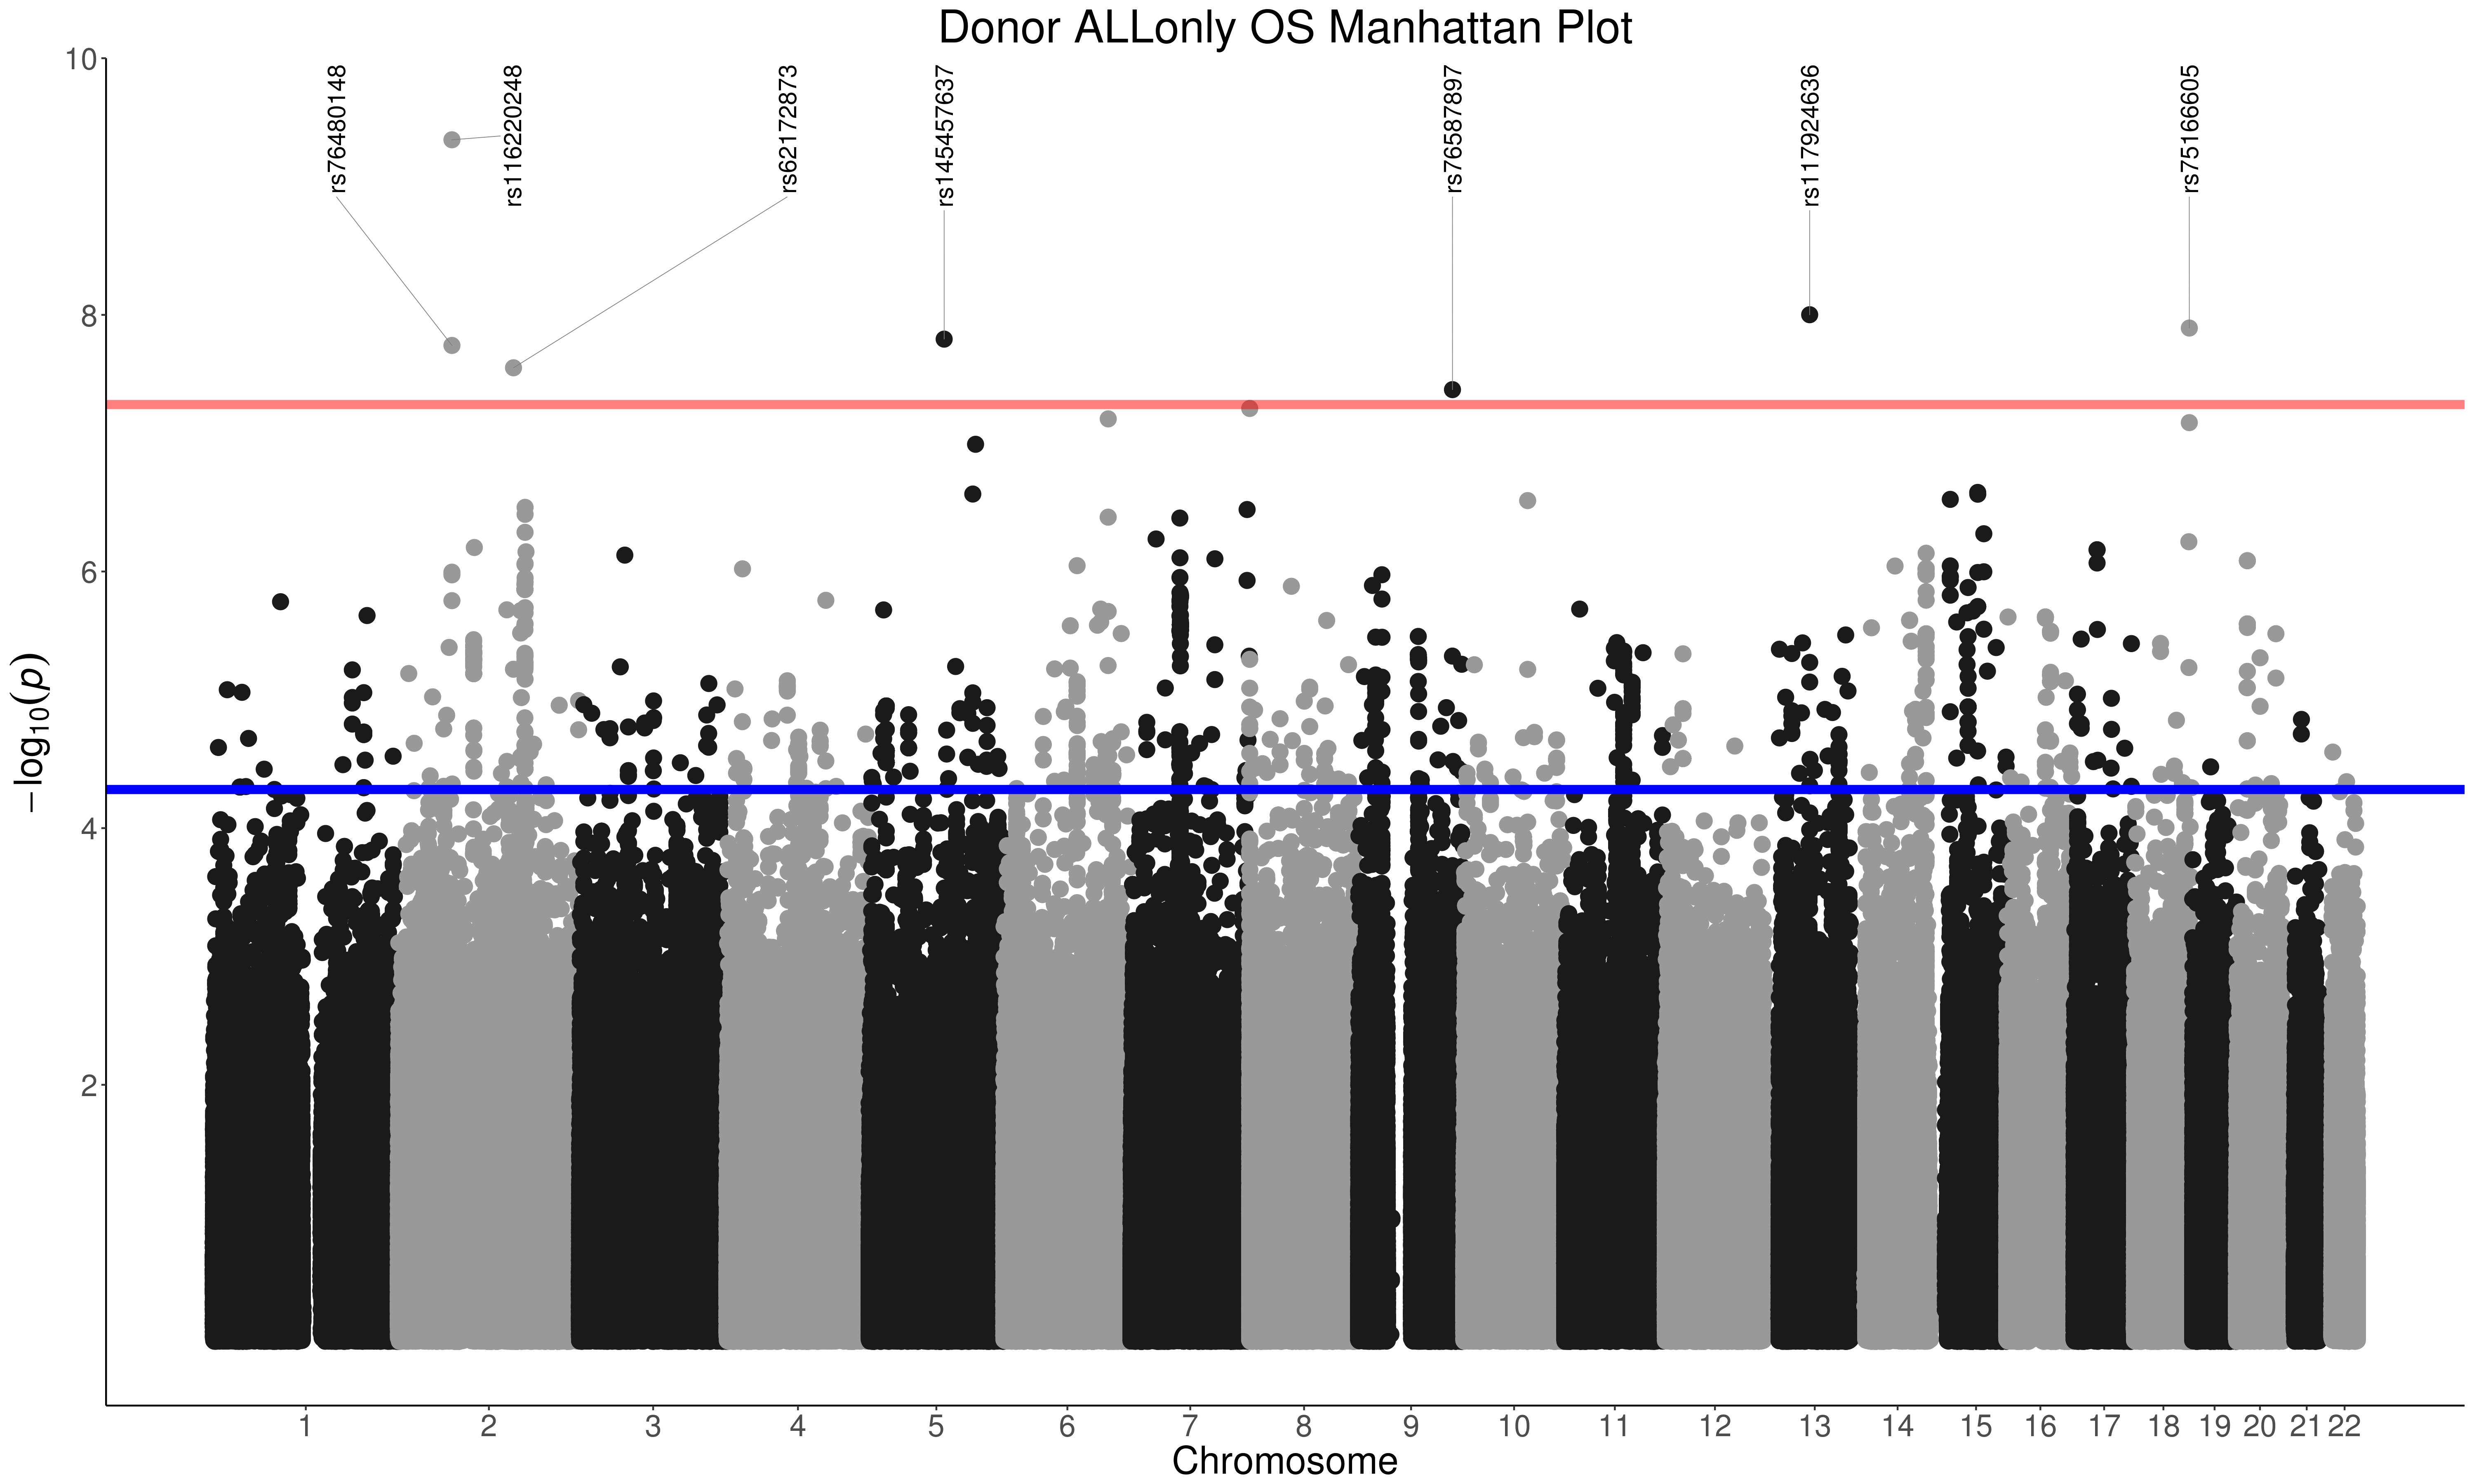 Donor ALLonly OS Manhattan Plot
rs76480148
rs116220248
rs62172873
rs145457637
rs76587897
rs117924636
rs75166605
10
8
6
4
2
−log10(p)
1 2 3 4 5 6 7 8 9 10 11 12 13 14 15 16 17 18 19 20 21 22
Chromosome